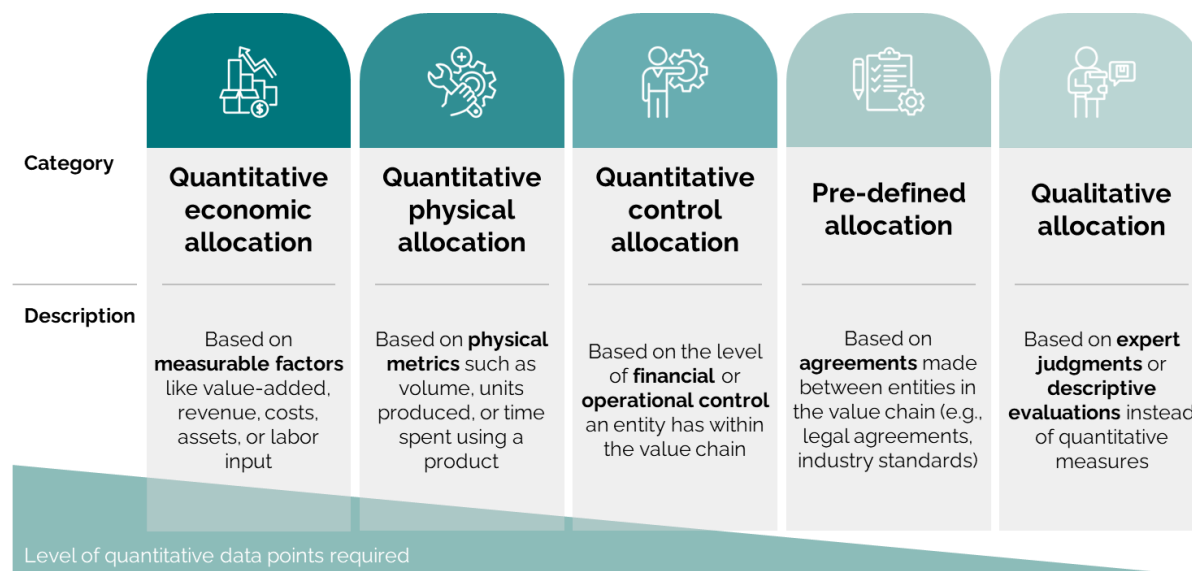 Category
Quantitative
economic
allocation
Quantitative
physical
allocation
Quantitative
control
allocation
Pre-defined
allocation
Qualitative
allocation
Description
Based on
measurable factors
like value-added,
revenue, costs,
assets, or labor
input
Based on physical
metrics such as
volume, units
produced, or time
spent using a
product
Based on the level
of financial or
operational control
an entity has within
the value chain
Based on
agreements made
between entities in
the value chain (e.g.,
legal agreements,
industry standards)
Based on expert
judgments or
descriptive
evaluations instead
of quantitative
measures
Level of quantitative data points required